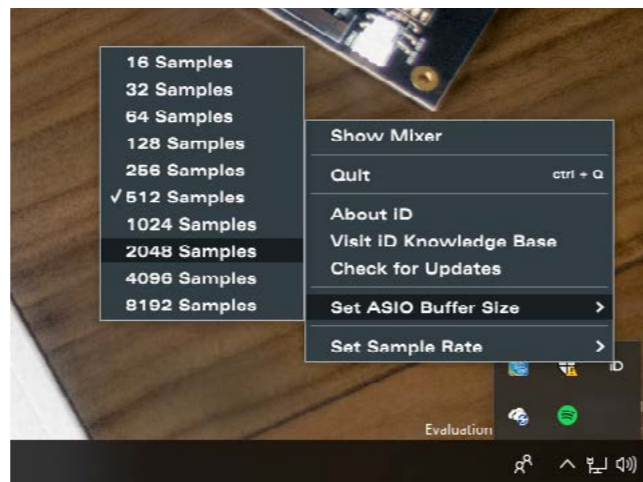 16 Samples
32 Samples
64 Samples
128 Samples
256 Samples
✓512 Samples
1024 Samples
2048 Samples
4096 Samples
8192 Samples
Show Mixer
Quit ctrl + Q
About iD
Visit iD Knowledge Base
Check for Updates
Set ASIO Buffer Size >
Set Sample Rate >
iD
Evaluation